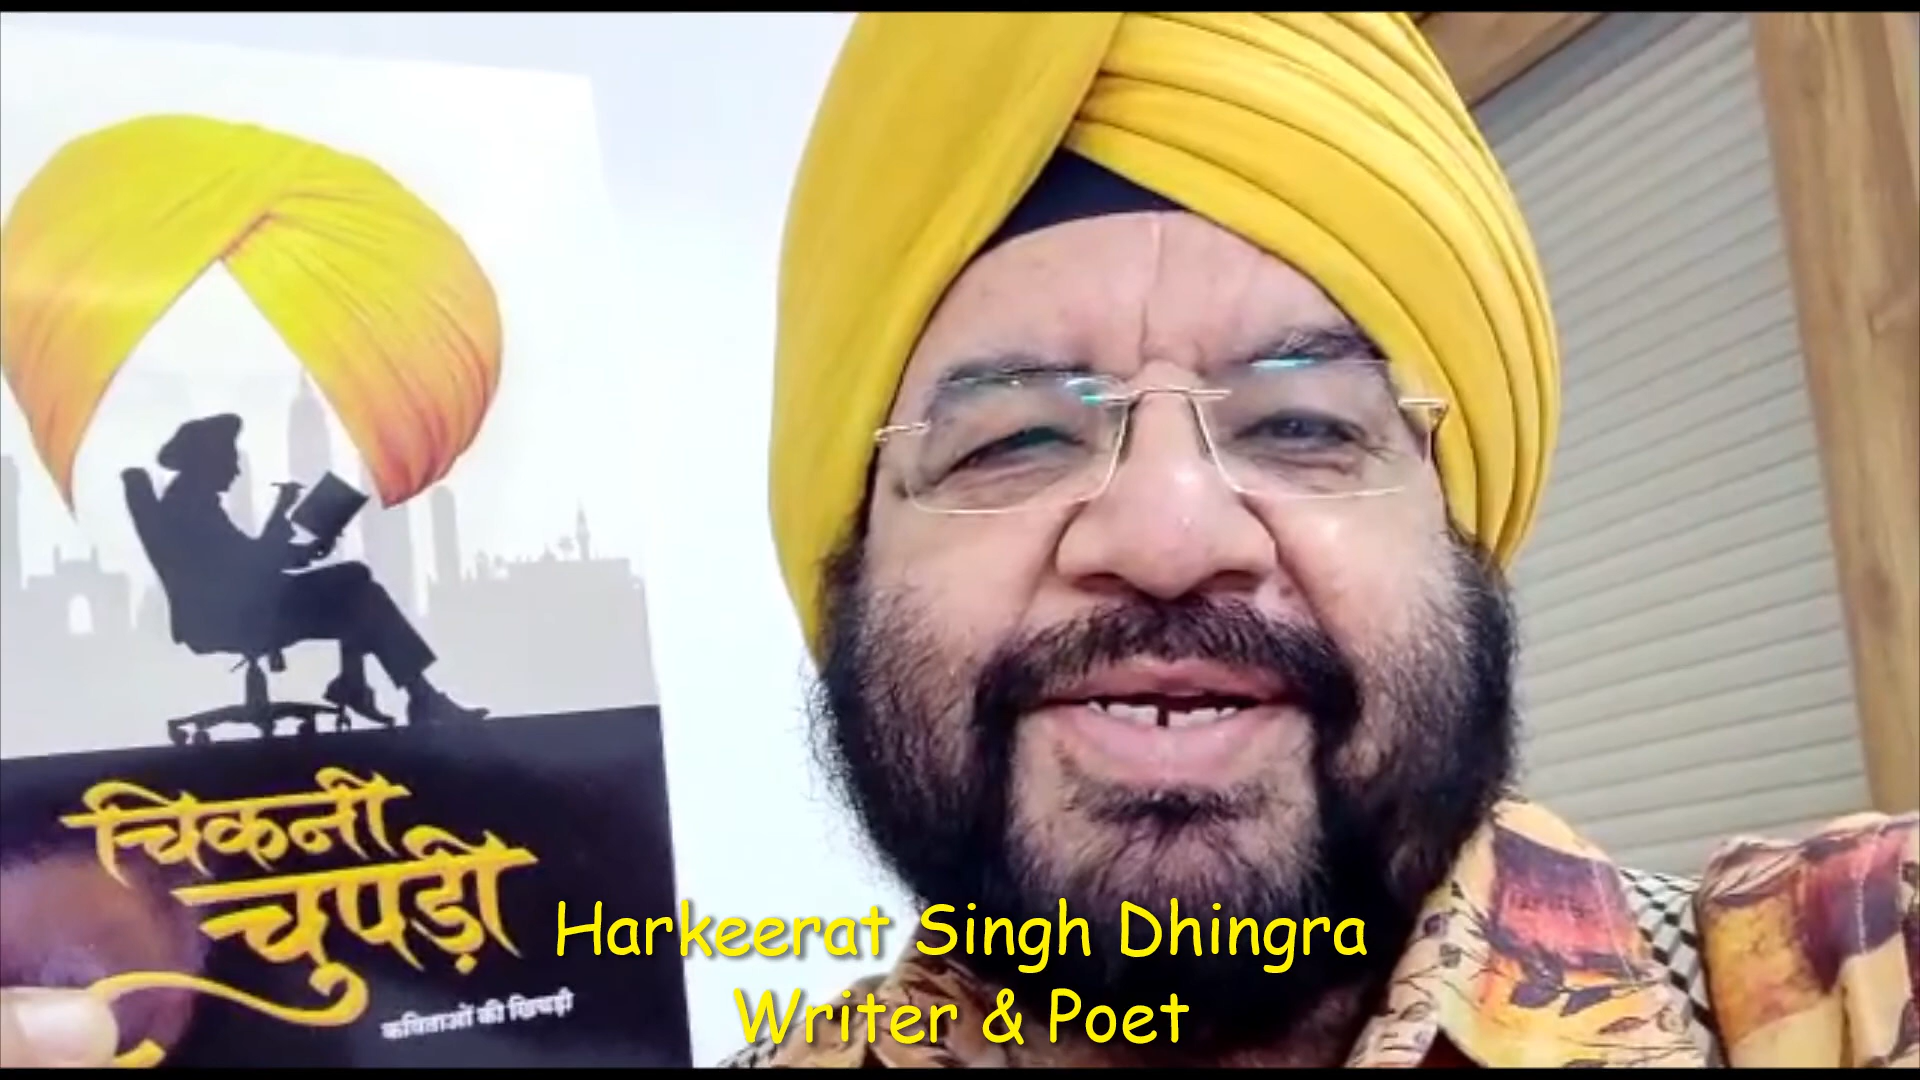 चिकनी
चुपड़ी
कविताओं की खिचड़ी
Harkeerat Singh Dhingra
Writer & Poet